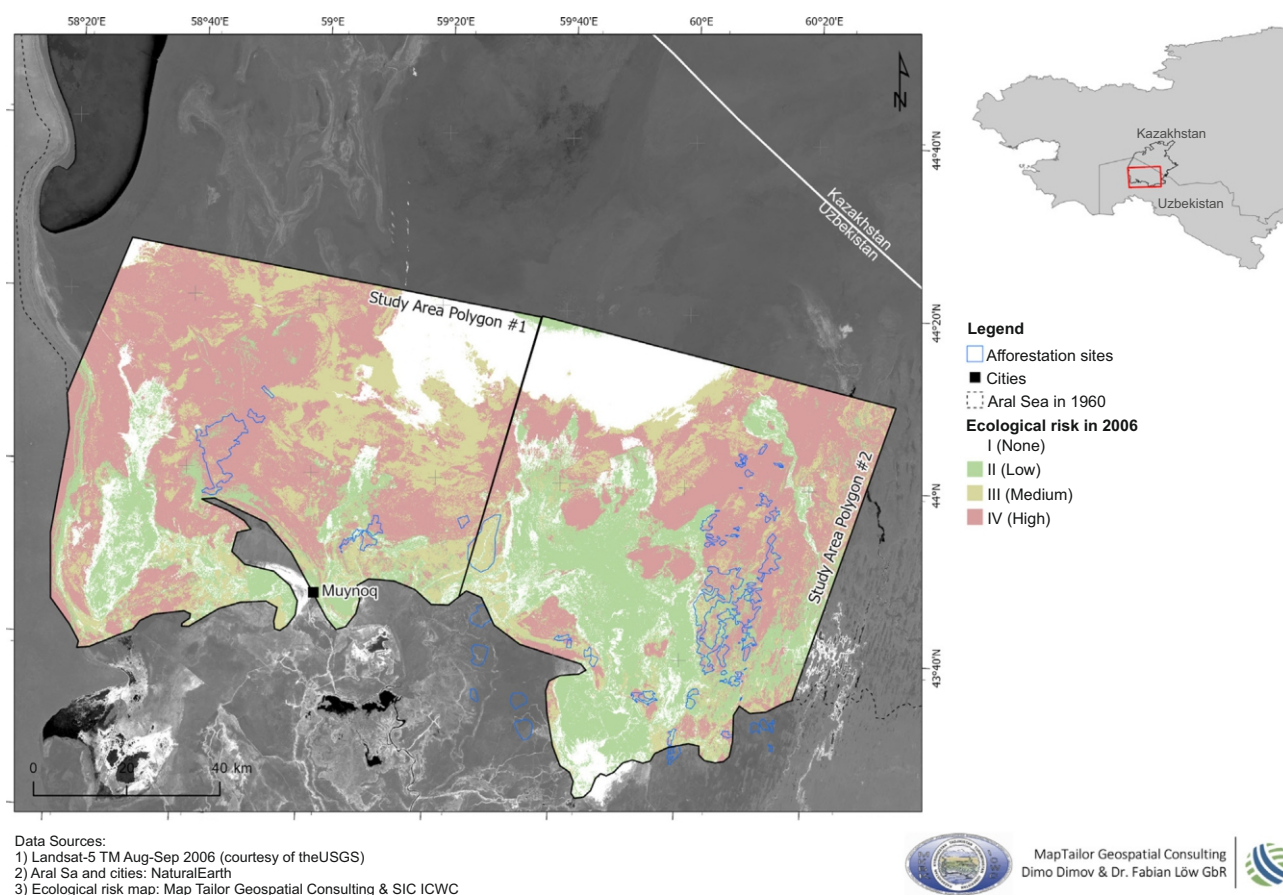 58°20'E
58°40'E
59°E
59°20'E
59°40'E
60°E
60°20'E
N
44°40'N
44°20'N
44°N
43°40'N
Kazakhstan
Uzbekistan
Study Area Polygon #1
Study Area Polygon #2
Muynoq
0 20 40 km
Kazakhstan
Uzbekistan
Legend
Afforestation sites
Cities
Aral Sea in 1960
Ecological risk in 2006
I (None)
II (Low)
III (Medium)
IV (High)
Data Sources:
1) Landsat-5 TM Aug-Sep 2006 (courtesy of theUSGS)
2) Aral Sa and cities: NaturalEarth
3) Ecological risk map: Map Tailor Geospatial Consulting & SIC ICWC
MapTailor Geospatial Consulting
Dimo Dimov & Dr. Fabian Löw GbR